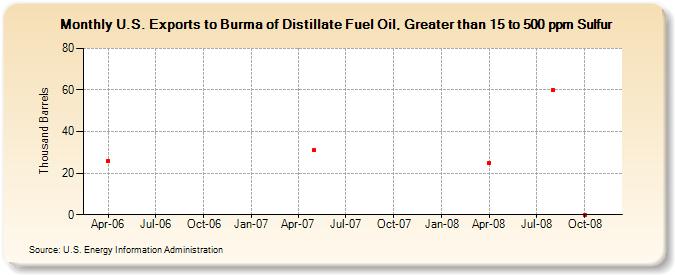 Monthly U.S. Exports to Burma of Distillate Fuel Oil, Greater than 15 to 500 ppm Sulfur
Thousand Barrels
80
60
40
20
0
Apr-06 Jul-06 Oct-06 Jan-07 Apr-07 Jul-07 Oct-07 Jan-08 Apr-08 Jul-08 Oct-08
Source: U.S. Energy Information Administration